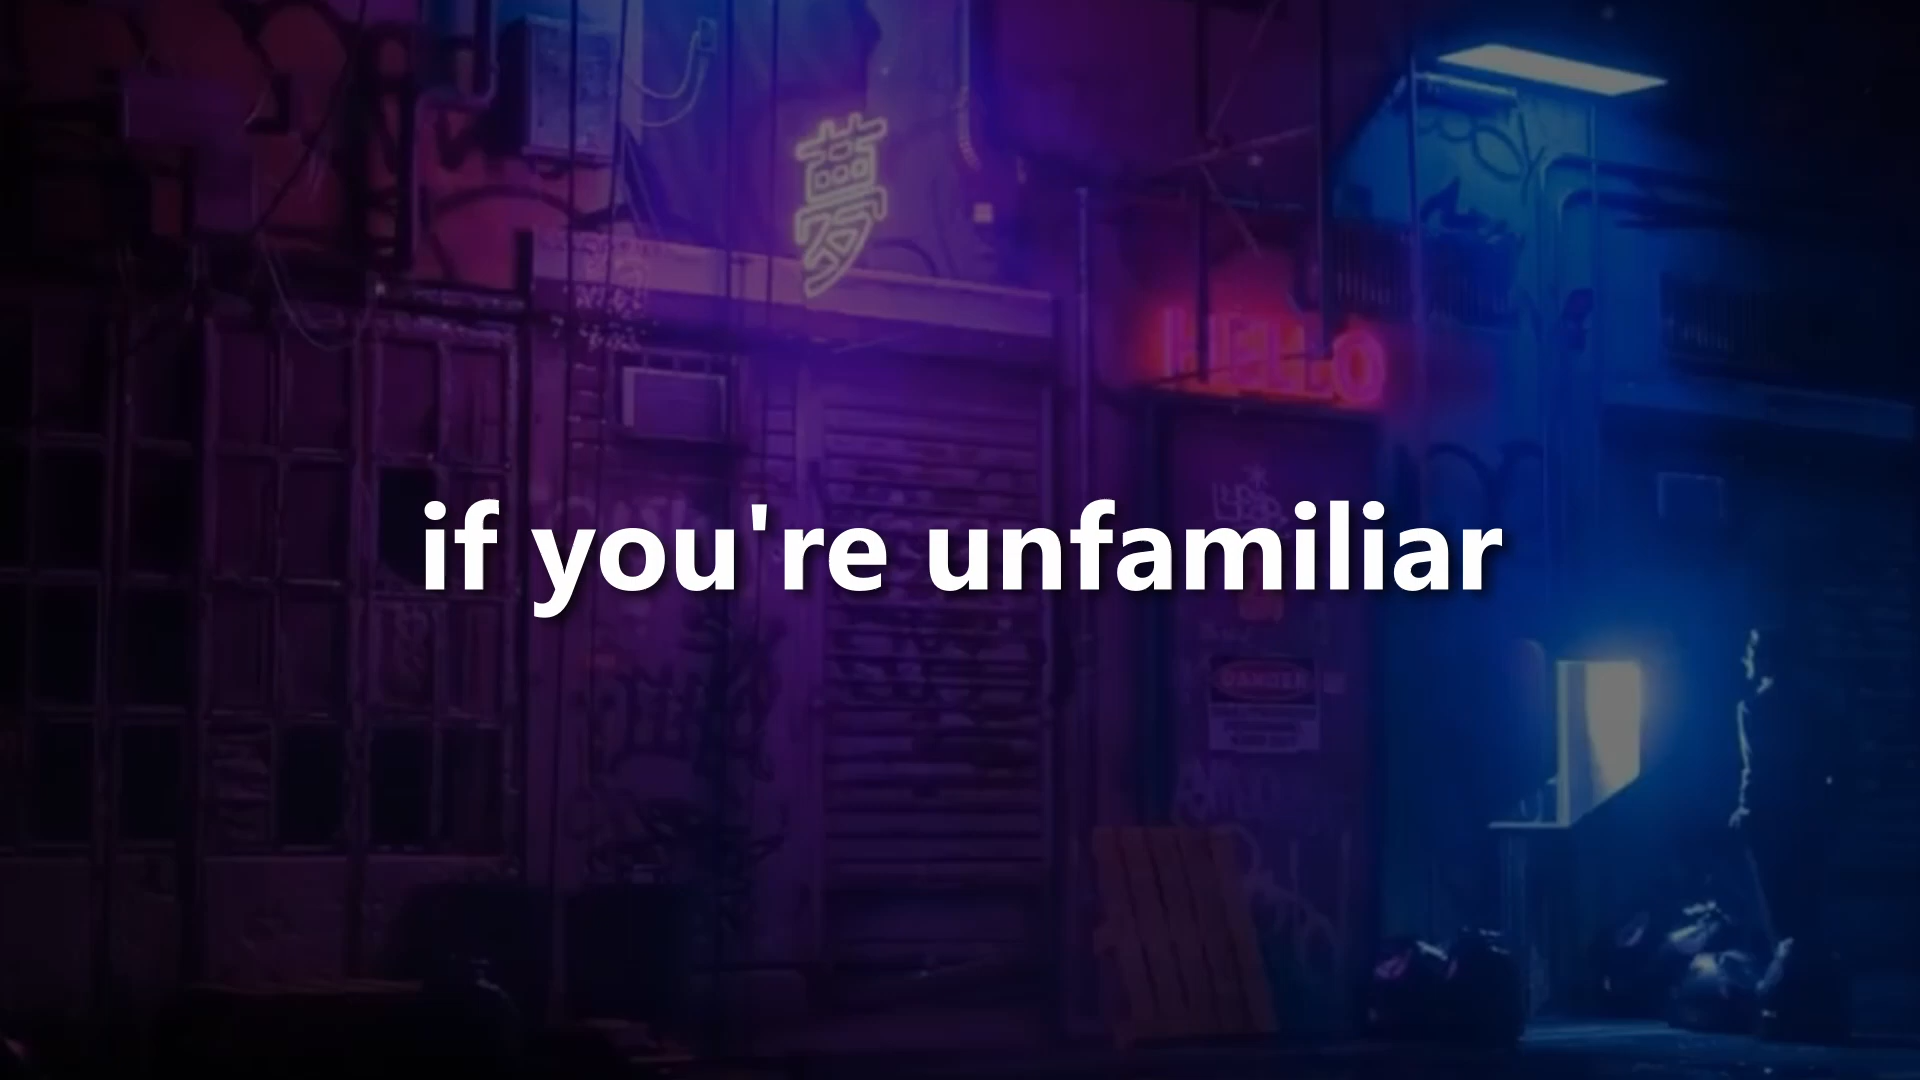 夢
HELLO
if you're unfamiliar
DANGER